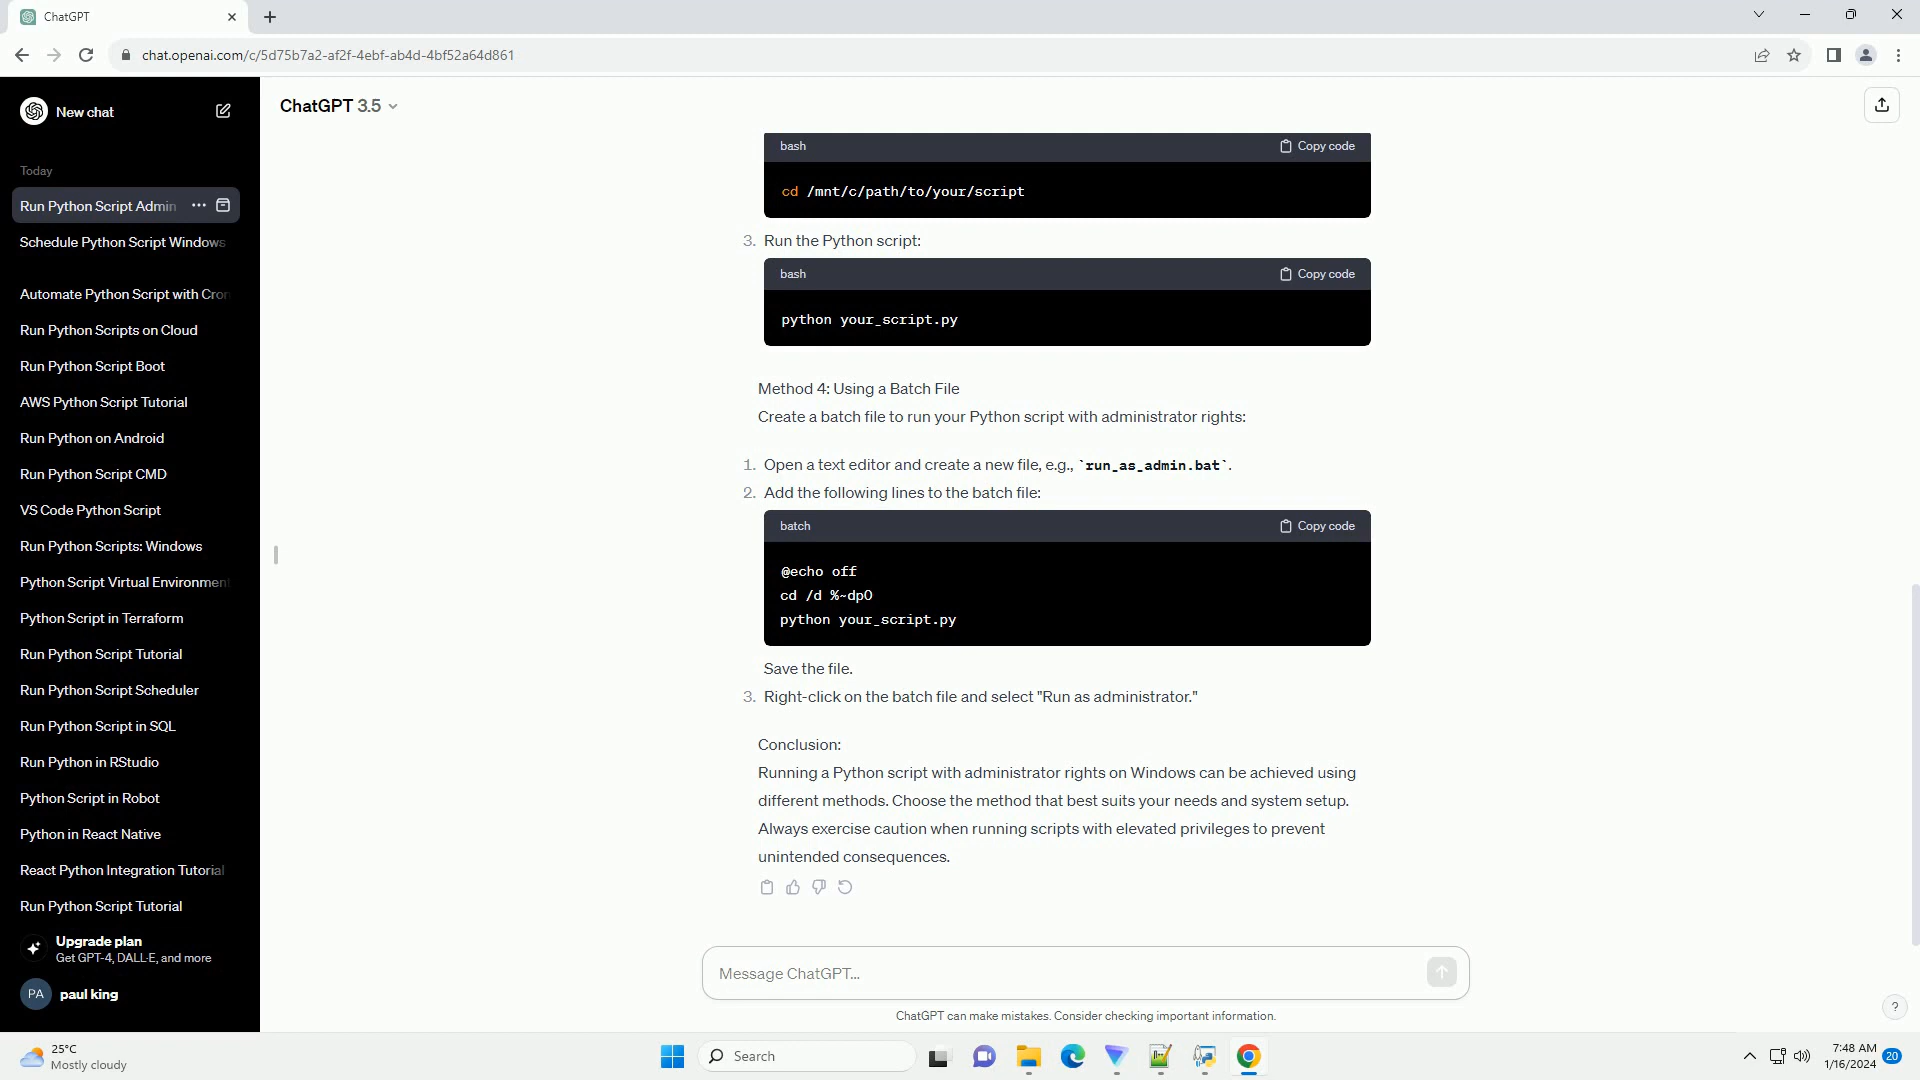 ChatGPT
chat.openai.com/c/5d75b7a2-af2f-4ebf-ab4d-4bf52a64d861
New chat
Today
Run Python Script Admin
Schedule Python Script Windows
Automate Python Script with Cron
Run Python Scripts on Cloud
Run Python Script Boot
AWS Python Script Tutorial
Run Python on Android
Run Python Script CMD
VS Code Python Script
Run Python Scripts: Windows
Python Script Virtual Environment
Python Script in Terraform
Run Python Script Tutorial
Run Python Script Scheduler
Run Python Script in SQL
Run Python in RStudio
Python Script in Robot
Python in React Native
React Python Integration Tutorial
Run Python Script Tutorial
Upgrade plan
Get GPT-4, DALL·E, and more
PA paul king
ChatGPT 3.5
bash Copy code
cd /mnt/c/path/to/your/script
3. Run the Python script:
bash Copy code
python your_script.py
Method 4: Using a Batch File
Create a batch file to run your Python script with administrator rights:
1. Open a text editor and create a new file, e.g., `run_as_admin.bat`.
2. Add the following lines to the batch file:
batch Copy code
@echo off
cd /d %~dp0
python your_script.py
Save the file.
3. Right-click on the batch file and select "Run as administrator."
Conclusion:
Running a Python script with administrator rights on Windows can be achieved using
different methods. Choose the method that best suits your needs and system setup.
Always exercise caution when running scripts with elevated privileges to prevent
unintended consequences.
Message ChatGPT...
ChatGPT can make mistakes. Consider checking important information.
?
25°C
Mostly cloudy
Search
7:48 AM
1/16/2024
20